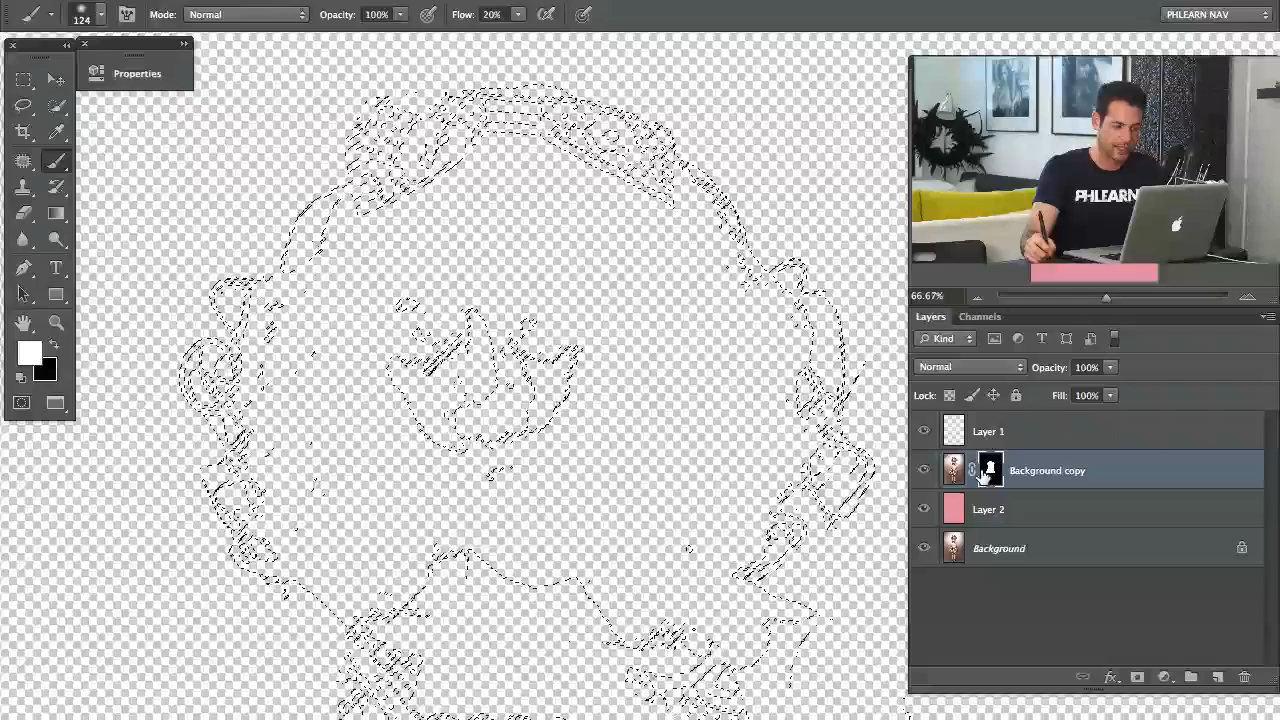 124 Mode: Normal Opacity: 100% Flow: 20% PHLEARN NAV
Properties
PHLEARN
66.67%
Layers Channels
Kind
Normal Opacity: 100%
Lock: Fill: 100%
Layer 1
Background copy
Layer 2
Background